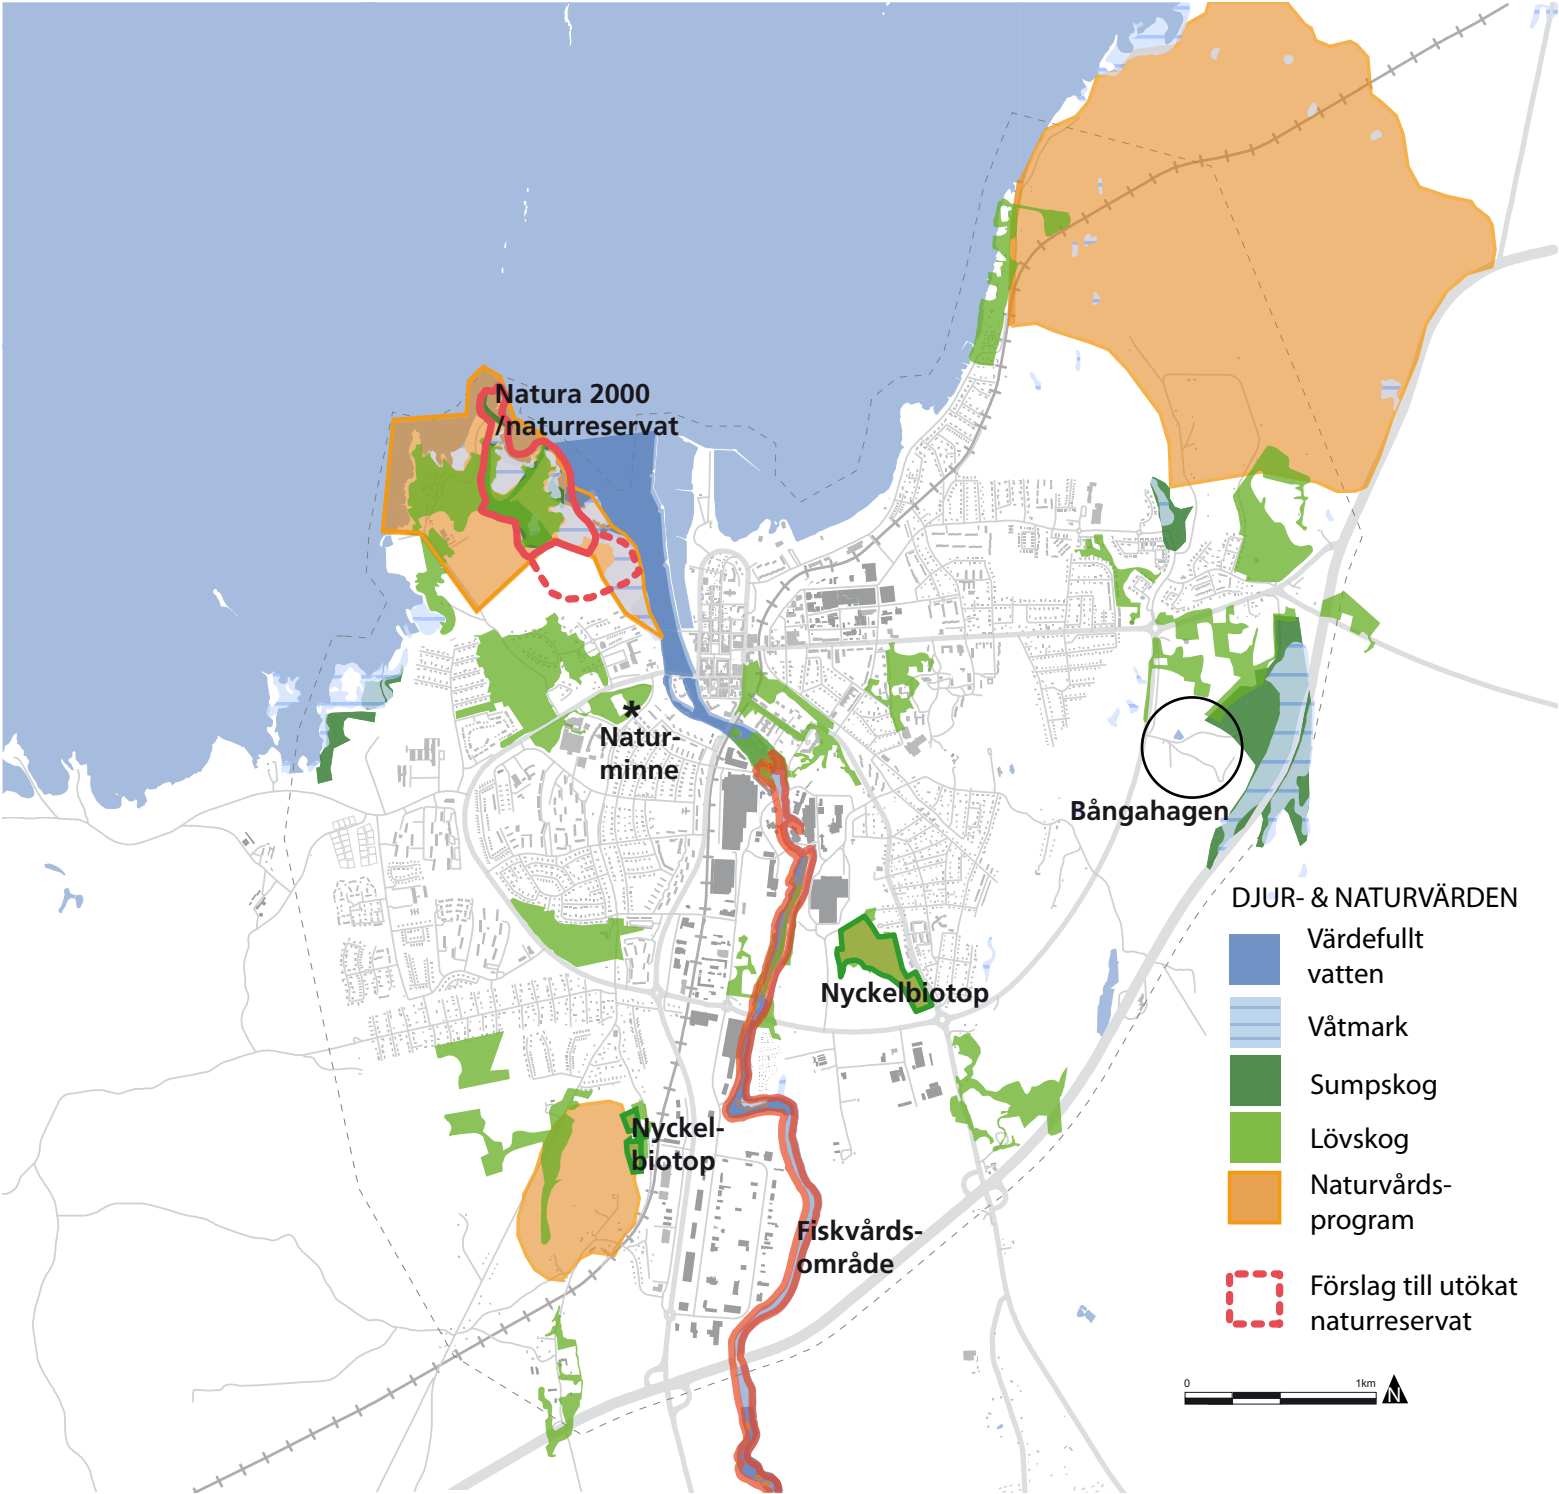 Natura 2000
/naturreservat
*
Natur-
minne
Bångahagen
Nyckelbiotop
Nyckel-
biotop
Fiskvårds-
område
DJUR- & NATURVÄRDEN
Värdefullt
vatten
Våtmark
Sumpskog
Lövskog
Naturvårds-
program
Förslag till utökat
naturreservat
0 1km
N